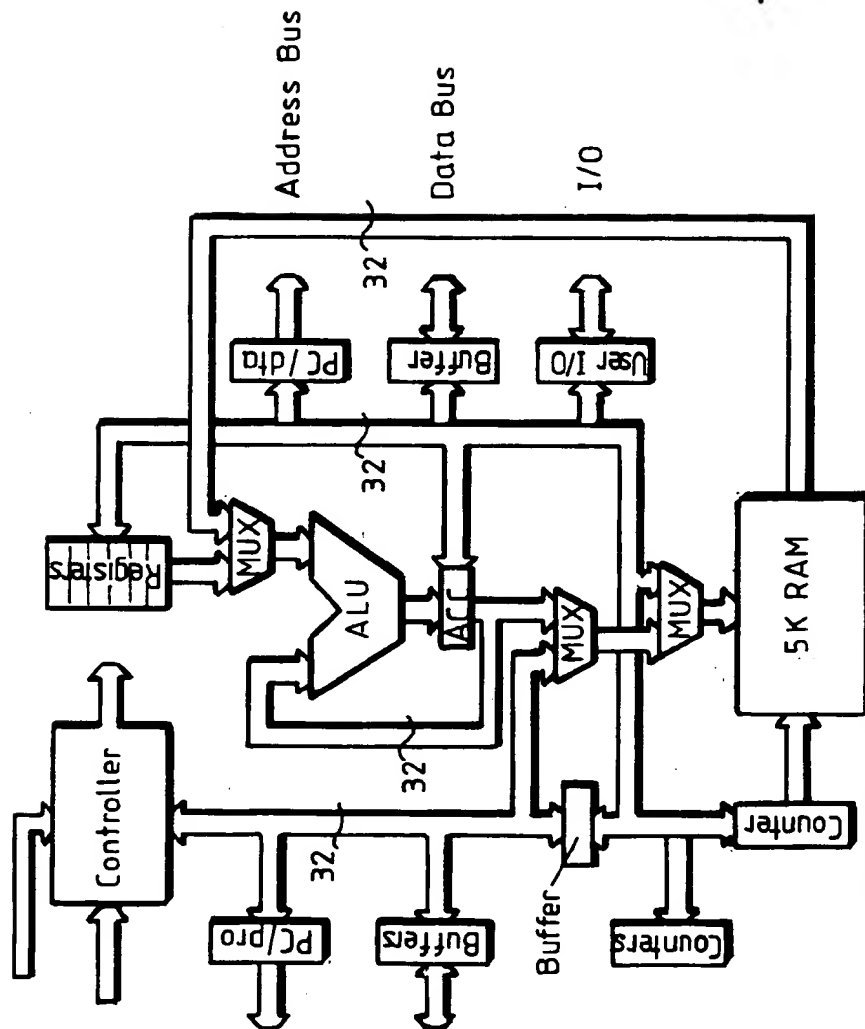 Address Bus
Data Bus
I/O
32
PC/dta
Buffer
User I/O
32
Registers
MUX
ALU
ACC
MUX
MUX
5K RAM
32
Controller
32
PC/pro
Buffers
Buffer
Counters
Counter